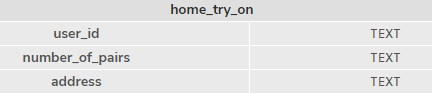 home_try_on
user_id TEXT
number_of_pairs TEXT
address TEXT